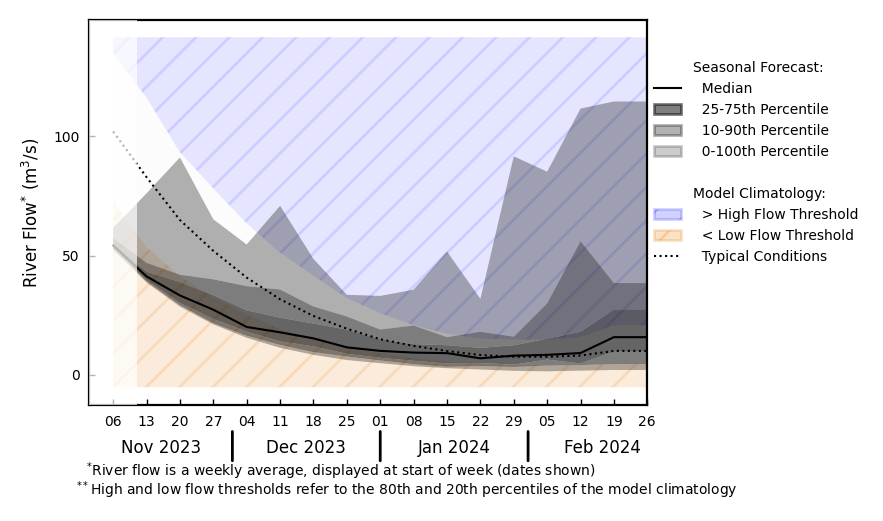 River Flow* (m³/s)
100
50
0
06 13 20 27 04 11 18 25 01 08 15 22 29 05 12 19 26
Nov 2023 Dec 2023 Jan 2024 Feb 2024
*River flow is a weekly average, displayed at start of week (dates shown)
**High and low flow thresholds refer to the 80th and 20th percentiles of the model climatology
Seasonal Forecast:
Median
25-75th Percentile
10-90th Percentile
0-100th Percentile
Model Climatology:
> High Flow Threshold
< Low Flow Threshold
Typical Conditions